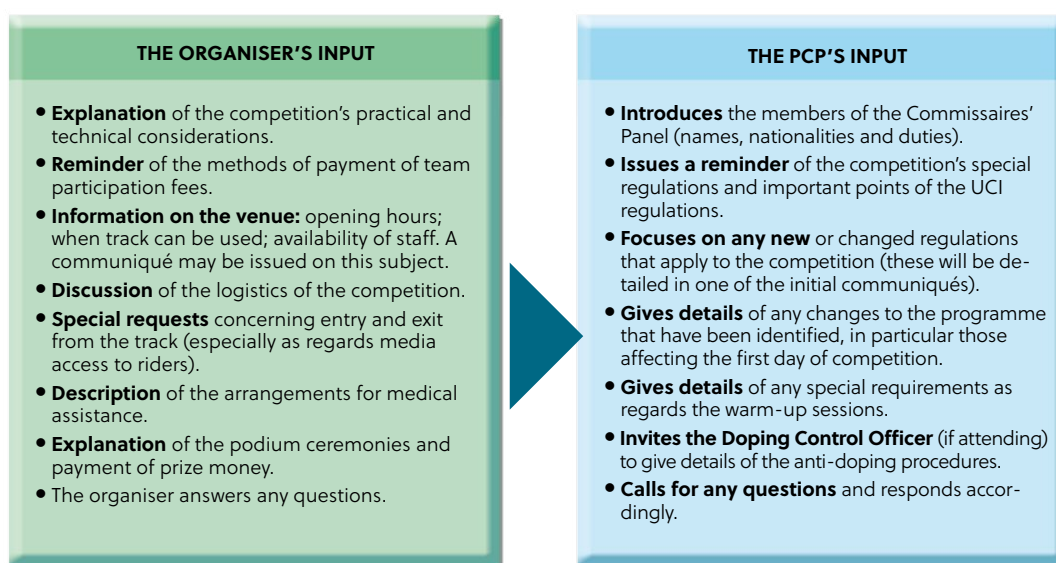 THE ORGANISER’S INPUT
• Explanation of the competition’s practical and
technical considerations.
• Reminder of the methods of payment of team
participation fees.
• Information on the venue: opening hours;
when track can be used; availability of staff. A
communiqué may be issued on this subject.
• Discussion of the logistics of the competition.
• Special requests concerning entry and exit
from the track (especially as regards media
access to riders).
• Description of the arrangements for medical
assistance.
• Explanation of the podium ceremonies and
payment of prize money.
• The organiser answers any questions.
THE PCP’S INPUT
• Introduces the members of the Commissaires’
Panel (names, nationalities and duties).
• Issues a reminder of the competition’s special
regulations and important points of the UCI
regulations.
• Focuses on any new or changed regulations
that apply to the competition (these will be de-
tailed in one of the initial communiqués).
• Gives details of any changes to the programme
that have been identified, in particular those
affecting the first day of competition.
• Gives details of any special requirements as
regards the warm-up sessions.
• Invites the Doping Control Officer (if attending)
to give details of the anti-doping procedures.
• Calls for any questions and responds accor-
dingly.